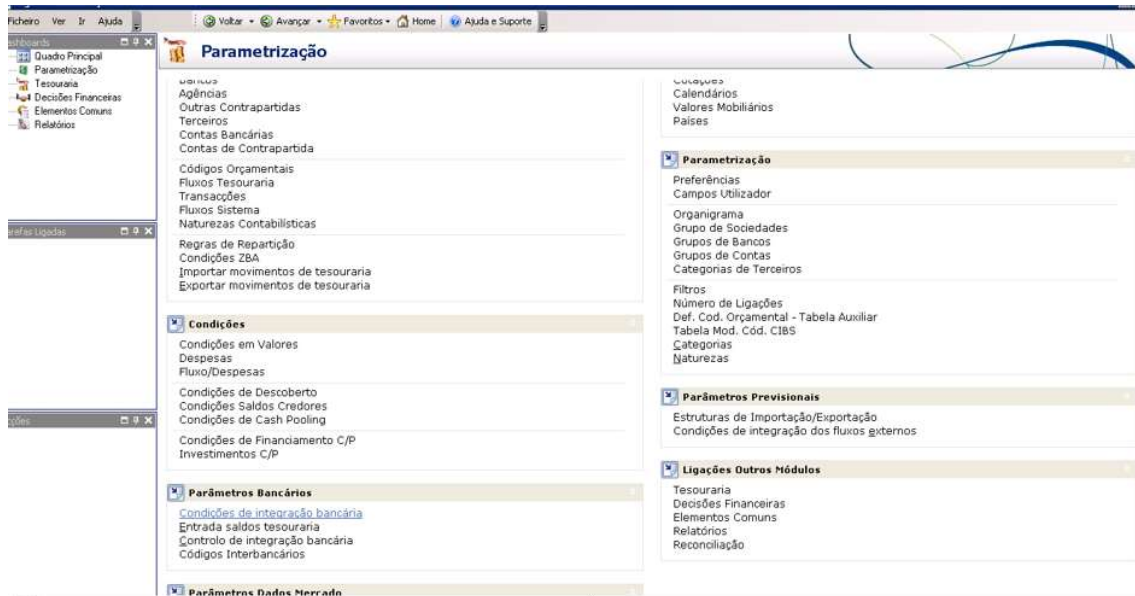 Ficheiro Ver Ir Ajuda
Voltar Avançar Favoritos Home Ajuda e Suporte
Quadro Principal
Parametrização
Tesouraria
Decisões Financeiras
Elementos Comuns
Relatórios
Parametrização
Bancos
Agências
Outras Contrapartidas
Terceiros
Contas Bancárias
Contas de Contrapartida
Códigos Orçamentais
Fluxos Tesouraria
Transacções
Fluxos Sistema
Naturezas Contabilísticas
Regras de Repartição
Condições ZBA
Importar movimentos de tesouraria
Exportar movimentos de tesouraria
Condições
Condições em Valores
Despesas
Fluxo/Despesas
Condições de Descoberto
Condições Saldos Credores
Condições de Cash Pooling
Condições de Financiamento C/P
Investimentos C/P
Parâmetros Bancários
Condições de integração bancária
Entrada saldos tesouraria
Controlo de integração bancária
Códigos Interbancários
Parâmetros Dados Mercado
Cotações
Calendários
Valores Mobiliários
Países
Parametrização
Preferências
Campos Utilizador
Organigrama
Grupo de Sociedades
Grupos de Bancos
Grupos de Contas
Categorias de Terceiros
Filtros
Número de Ligações
Def. Cod. Orçamental - Tabela Auxiliar
Tabela Mod. Cód. CIBS
Categorias
Naturezas
Parâmetros Previsionais
Estruturas de Importação/Exportação
Condições de integração dos fluxos externos
Ligações Outros Módulos
Tesouraria
Decisões Financeiras
Elementos Comuns
Relatórios
Reconciliação